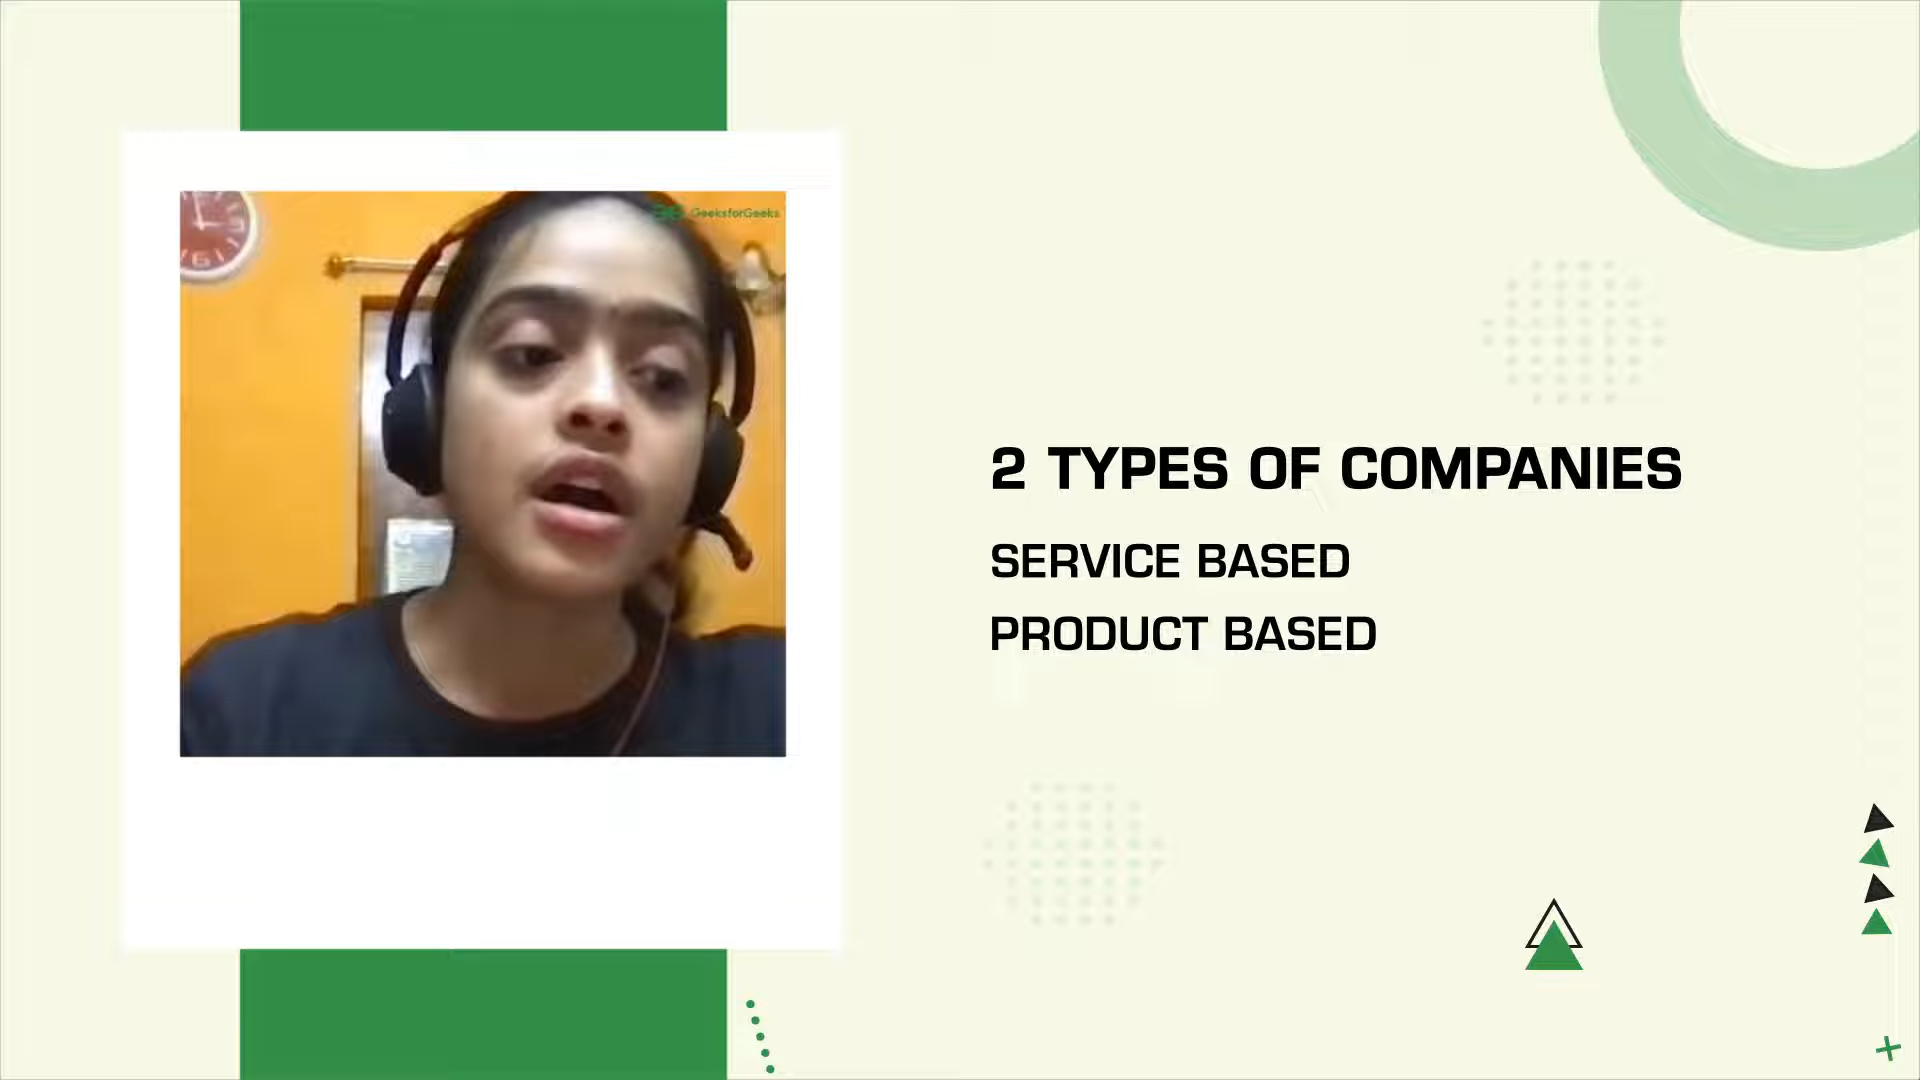 GeeksforGeeks
2 TYPES OF COMPANIES
SERVICE BASED
PRODUCT BASED